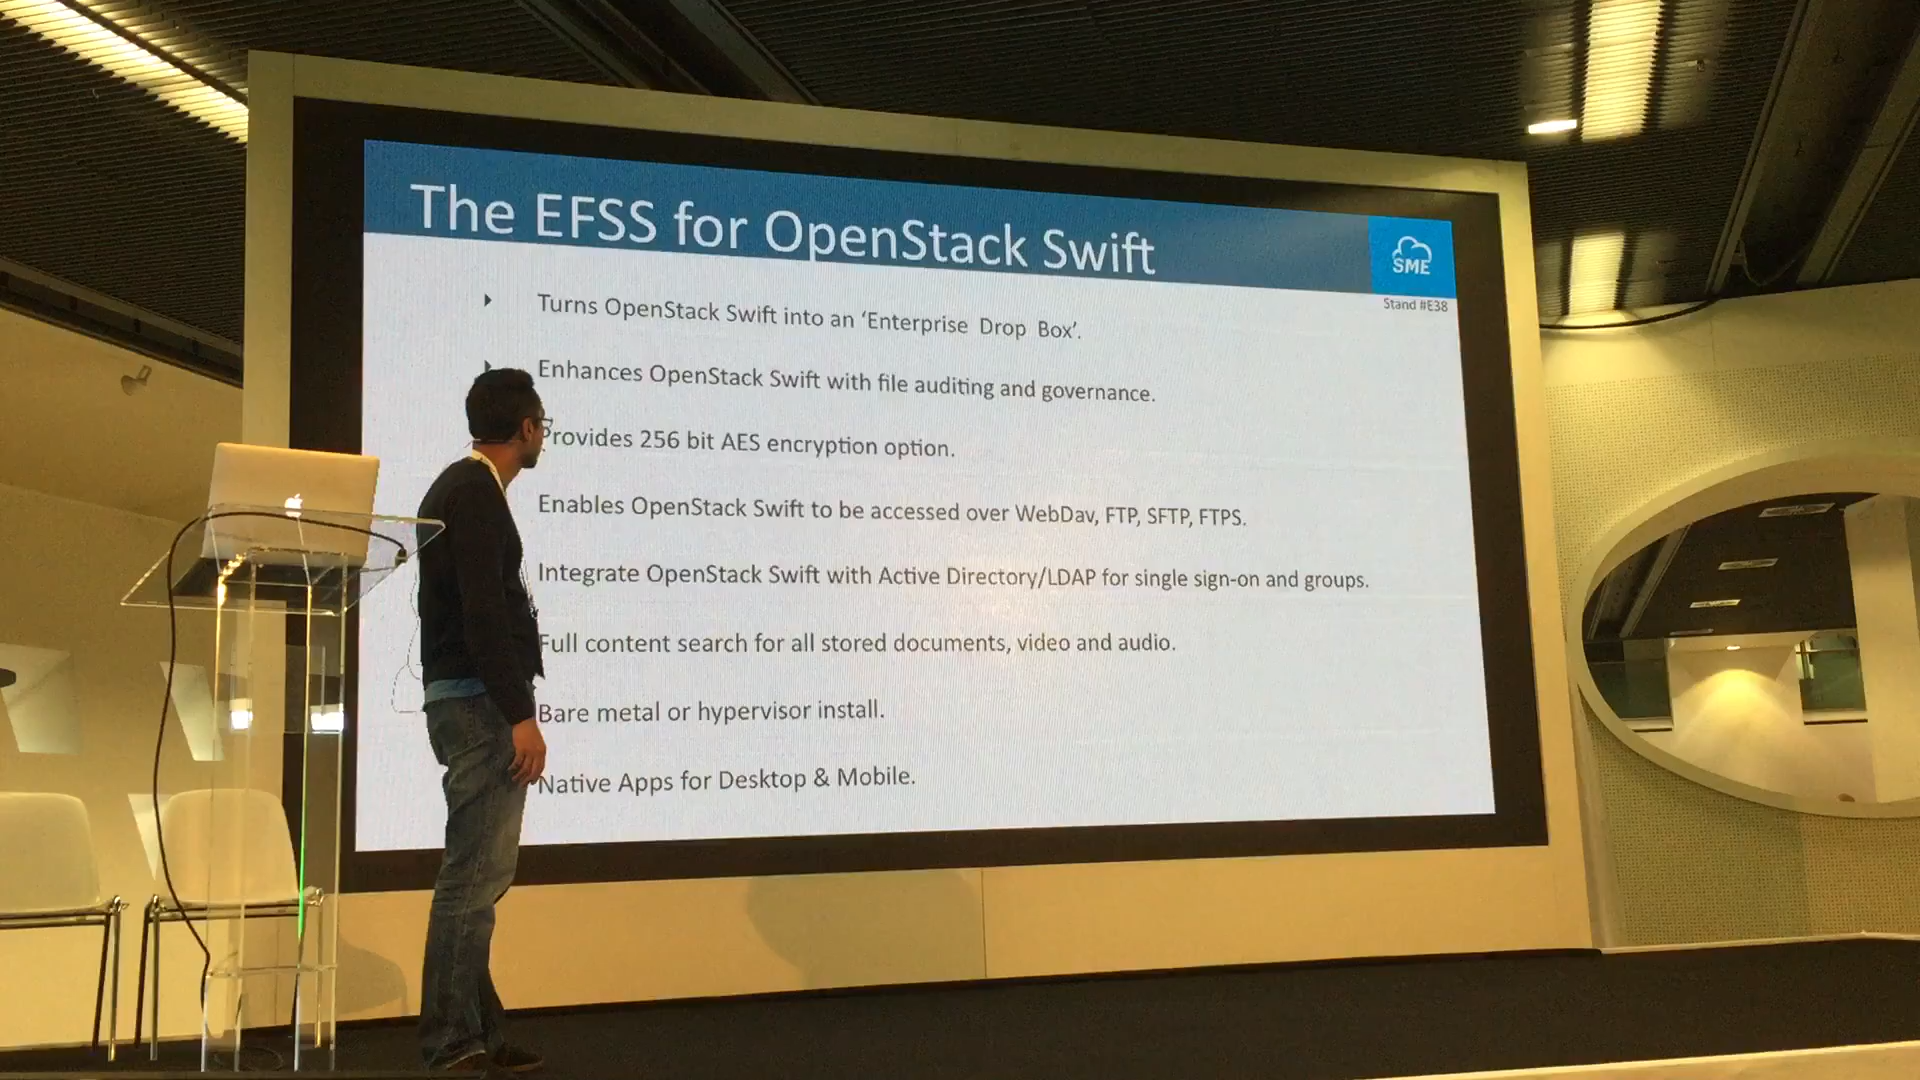 The EFSS for OpenStack Swift
SME
Stand #E38
Turns OpenStack Swift into an ‘Enterprise Drop Box’.
Enhances OpenStack Swift with file auditing and governance.
Provides 256 bit AES encryption option.
Enables OpenStack Swift to be accessed over WebDav, FTP, SFTP, FTPS.
Integrate OpenStack Swift with Active Directory/LDAP for single sign-on and groups.
Full content search for all stored documents, video and audio.
Bare metal or hypervisor install.
Native Apps for Desktop & Mobile.